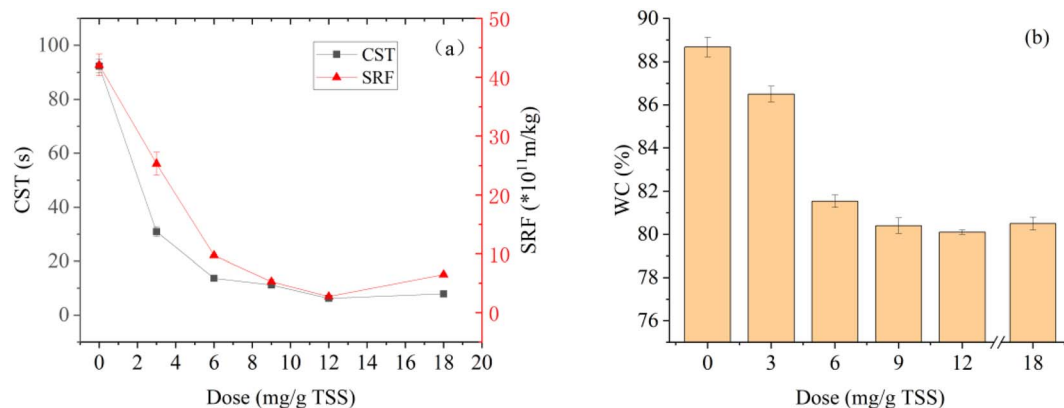 (a)
CST
SRF
100
80
60
40
20
0
CST (s)
50
40
30
20
10
0
SRF (*10¹¹m/kg)
0 2 4 6 8 10 12 14 16 18 20
Dose (mg/g TSS)
(b)
90
88
86
84
82
80
78
76
WC (%)
0 3 6 9 12 18
Dose (mg/g TSS)